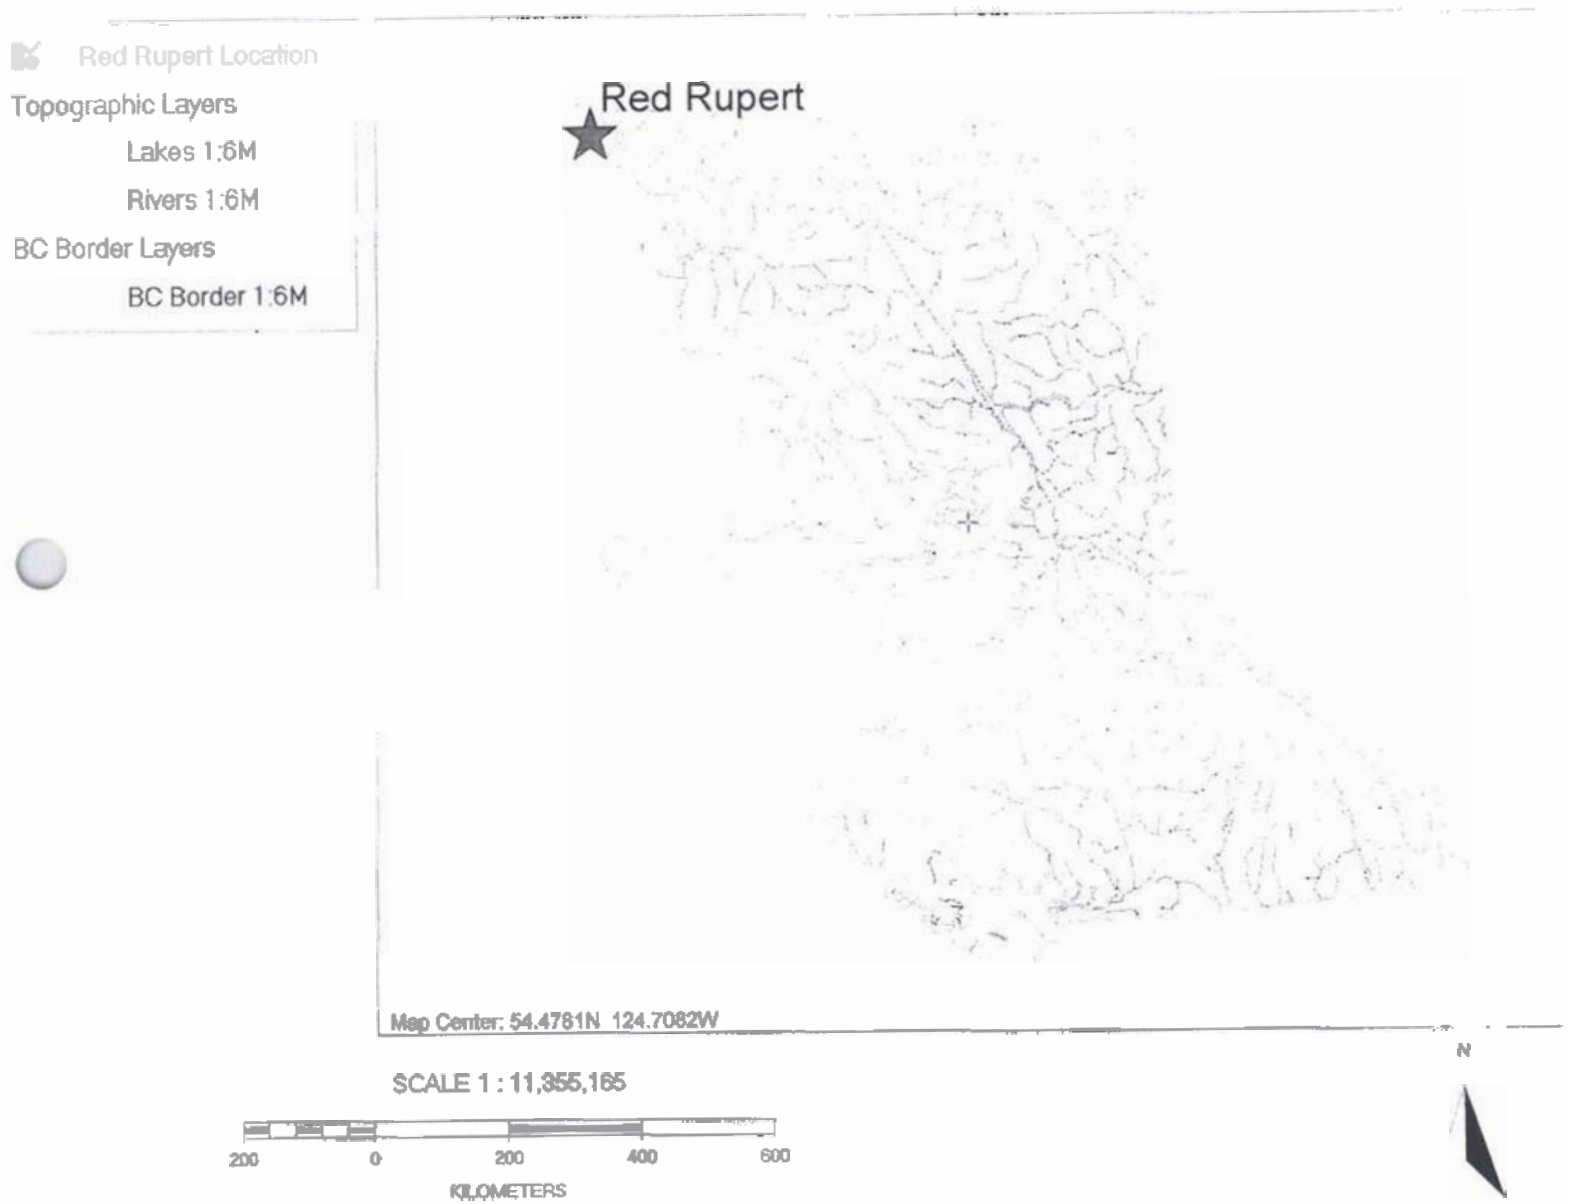 Red Rupert Location
Topographic Layers
Lakes 1:6M
Rivers 1:6M
BC Border Layers
BC Border 1:6M
Red Rupert
Map Center: 54.4781N 124.7082W
SCALE 1 : 11,355,165
200 0 200 400 600
KILOMETERS
N